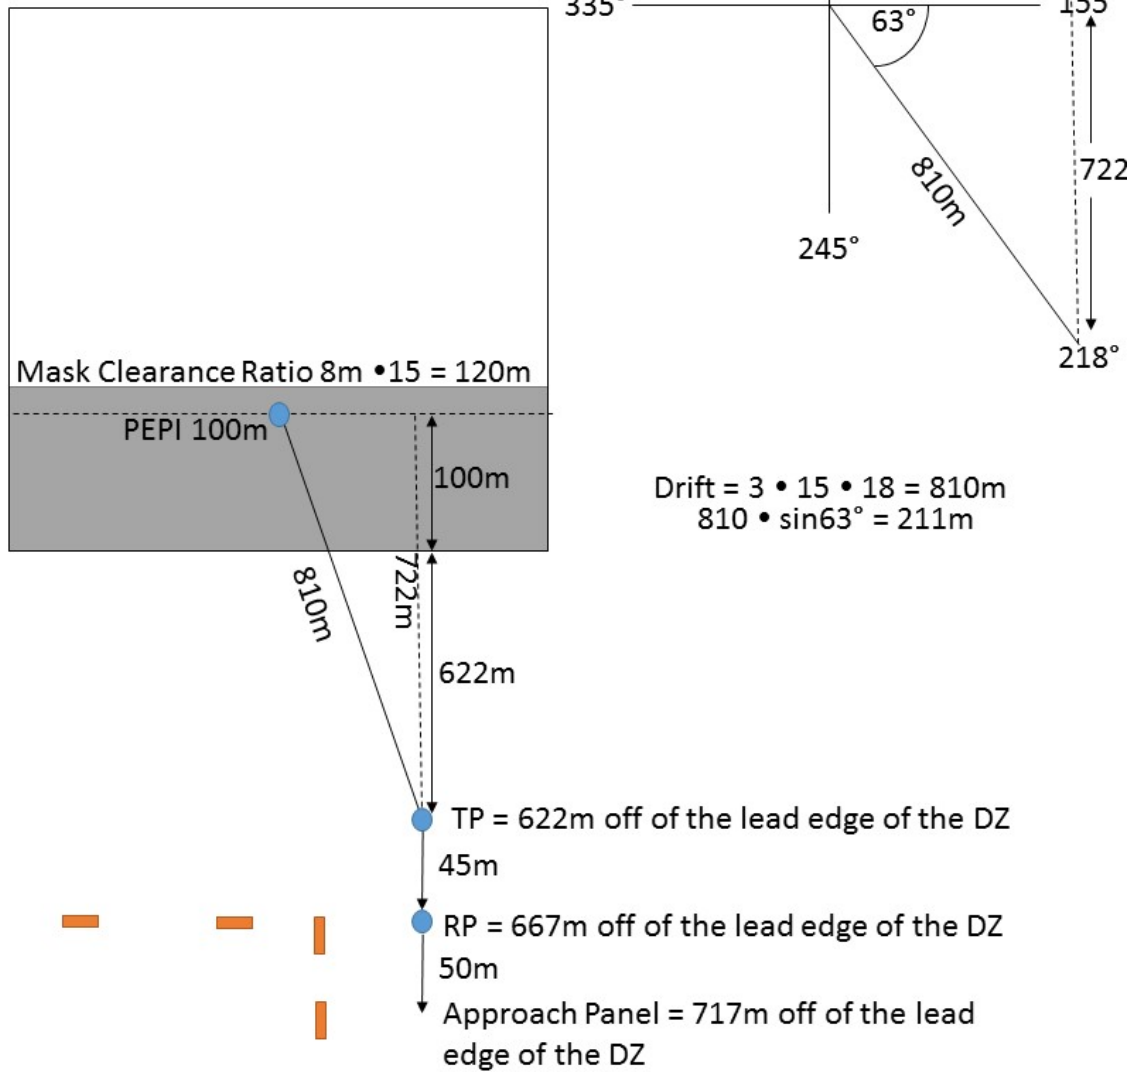 335°
63°
155
722
810m
245°
218°
Mask Clearance Ratio 8m •15 = 120m
PEPI 100m
100m
Drift = 3 • 15 • 18 = 810m
810 • sin63° = 211m
810m
722m
622m
TP = 622m off of the lead edge of the DZ
45m
RP = 667m off of the lead edge of the DZ
50m
Approach Panel = 717m off of the lead
edge of the DZ